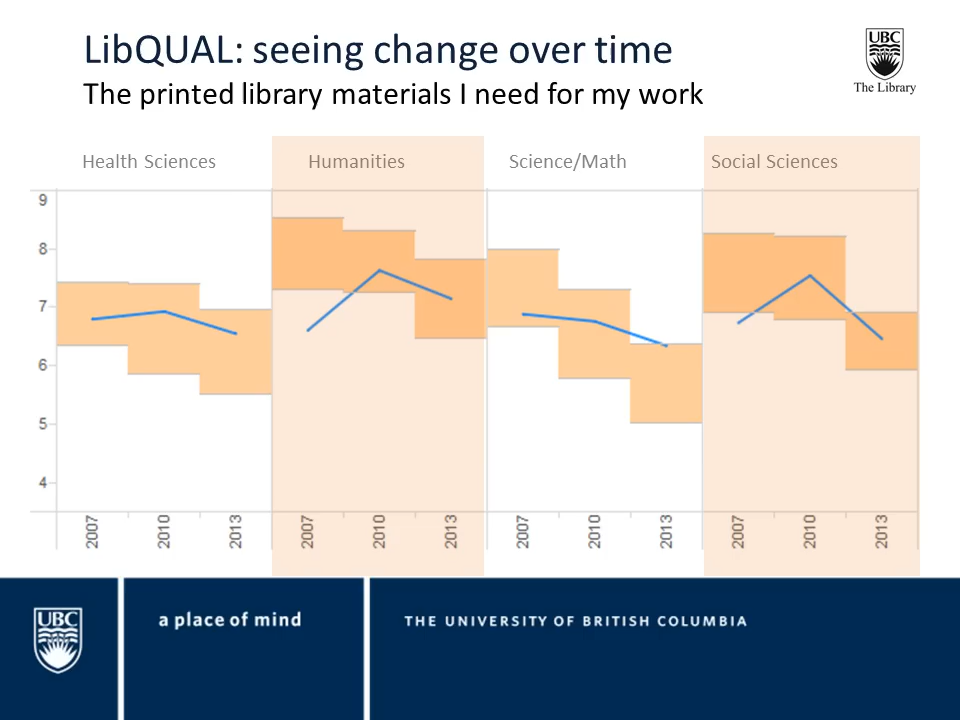 LibQUAL: seeing change over time
The printed library materials I need for my work
UBC
The Library
Health Sciences Humanities Science/Math Social Sciences
9
8
7
6
5
4
2007 2010 2013 2007 2010 2013 2007 2010 2013 2007 2010 2013
UBC
a place of mind
THE UNIVERSITY OF BRITISH COLUMBIA